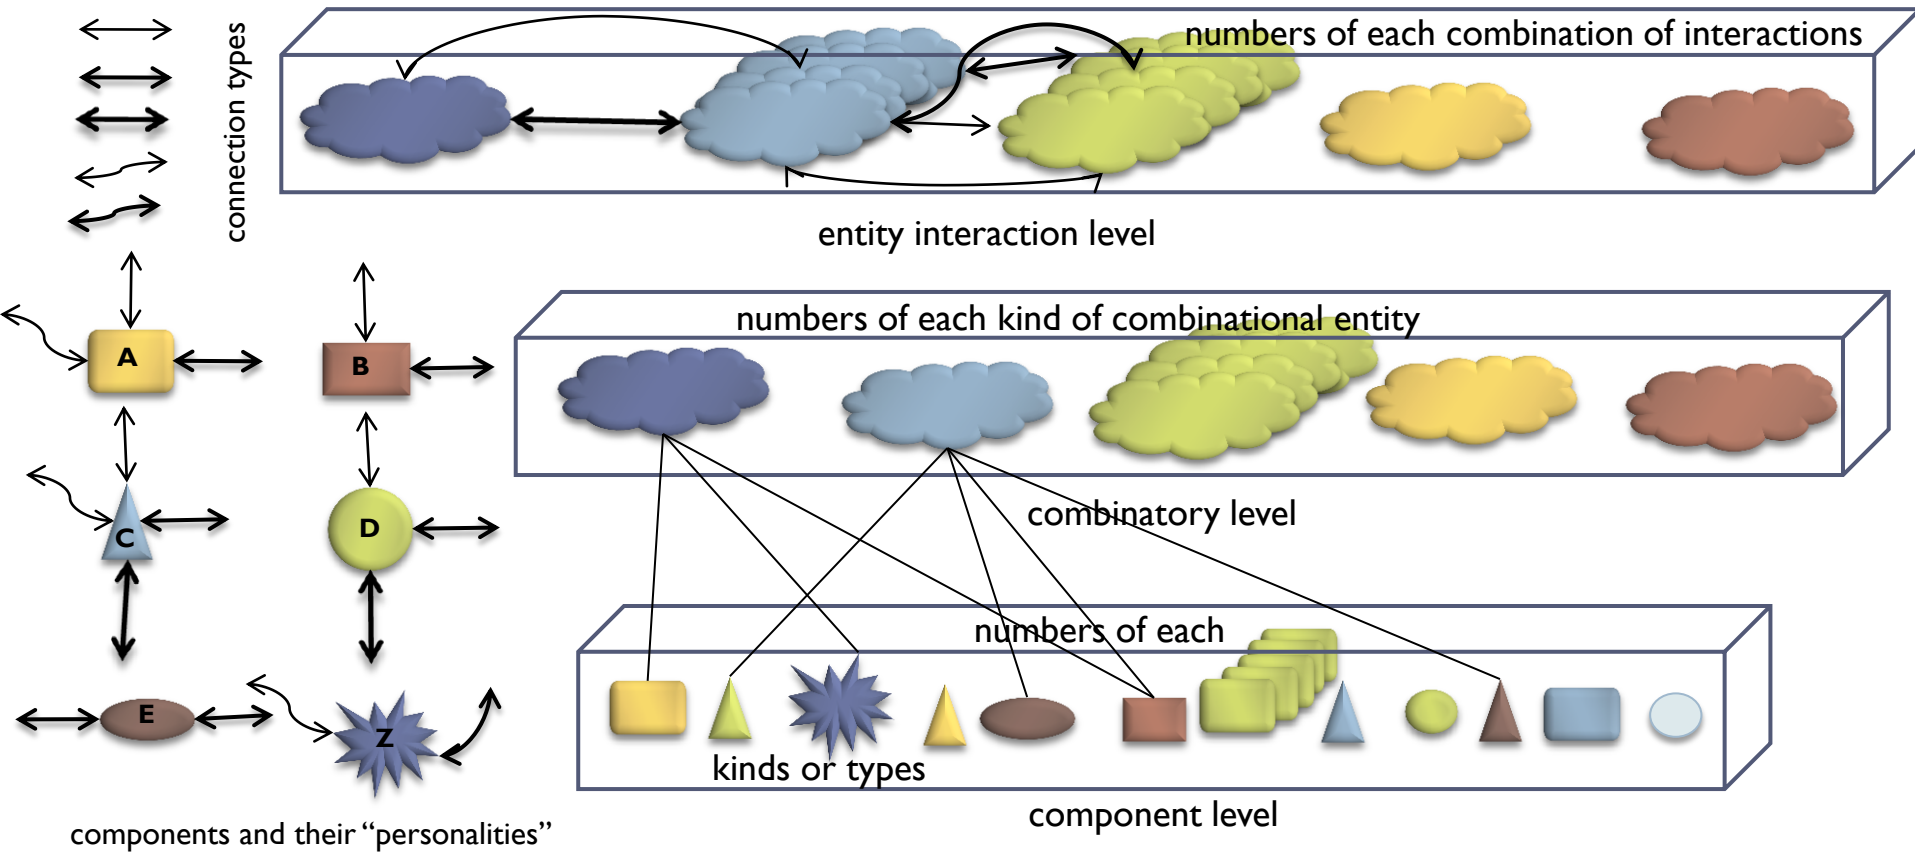 connection types
numbers of each combination of interactions
entity interaction level
A
B
numbers of each kind of combinational entity
C
D
combinatory level
E
Z
numbers of each
kinds or types
component level
components and their “personalities”